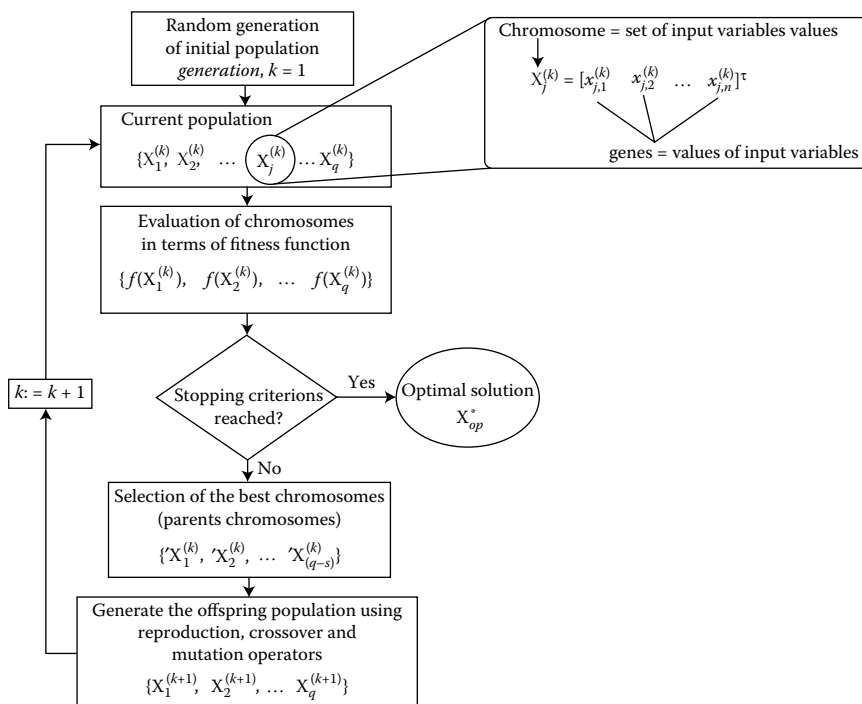 Random generation
of initial population
generation, k = 1
Chromosome = set of input variables values
X_j^(k) = [x_{j,1}^(k) x_{j,2}^(k) … x_{j,n}^(k)]^τ
genes = values of input variables
Current population
{X_1^(k), X_2^(k), … X_j^(k) … X_q^(k)}
Evaluation of chromosomes
in terms of fitness function
{f(X_1^(k)), f(X_2^(k)), … f(X_q^(k))}
k: = k + 1
Stopping criterions
reached?
Yes
Optimal solution
X_op^*
No
Selection of the best chromosomes
(parents chromosomes)
{′X_1^(k), ′X_2^(k), … ′X_(q–s)^(k)}
Generate the offspring population using
reproduction, crossover and
mutation operators
{X_1^(k+1), X_2^(k+1), … X_q^(k+1)}